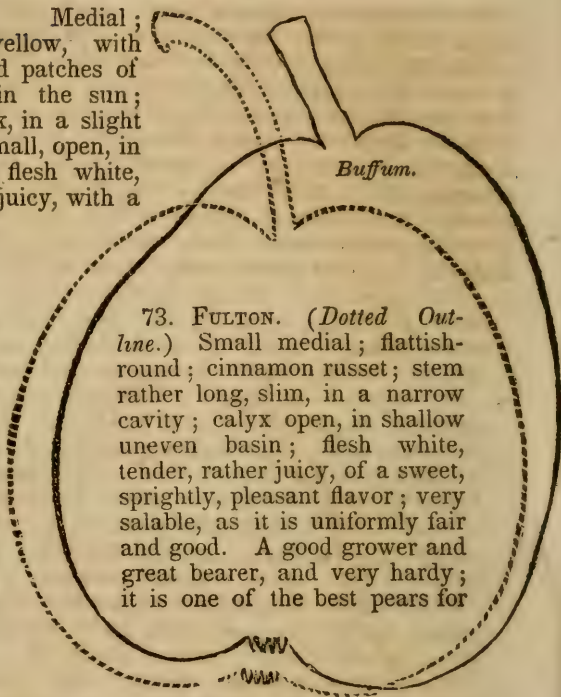 Medial ;
yellow, with
d patches of
in the sun ;
x, in a slight
mall, open, in
flesh white,
juicy, with a
Buffum.
73. FULTON. (Dotted Out-
line.) Small medial ; flattish-
round ; cinnamon russet ; stem
rather long, slim, in a narrow
cavity ; calyx open, in shallow
uneven basin ; flesh white,
tender, rather juicy, of a sweet,
sprightly, pleasant flavor ; very
salable, as it is uniformly fair
and good. A good grower and
great bearer, and very hardy ;
it is one of the best pears for